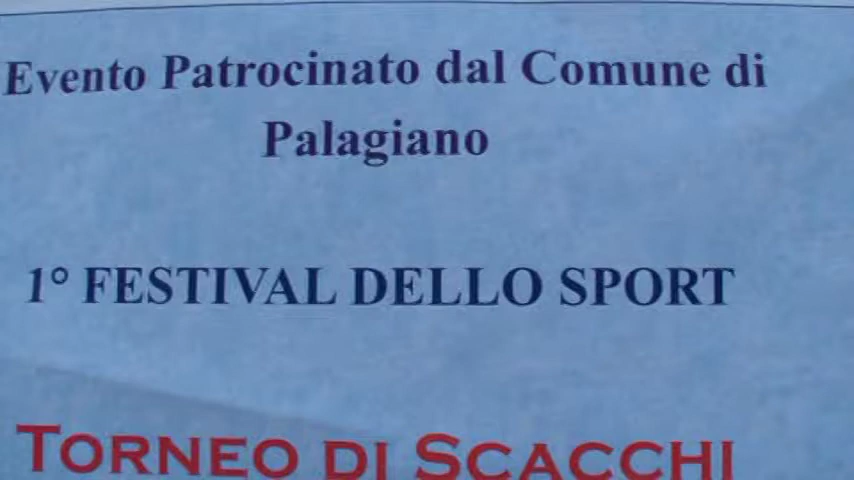 Evento Patrocinato dal Comune di
Palagiano
1° FESTIVAL DELLO SPORT
TORNEO DI SCACCHI